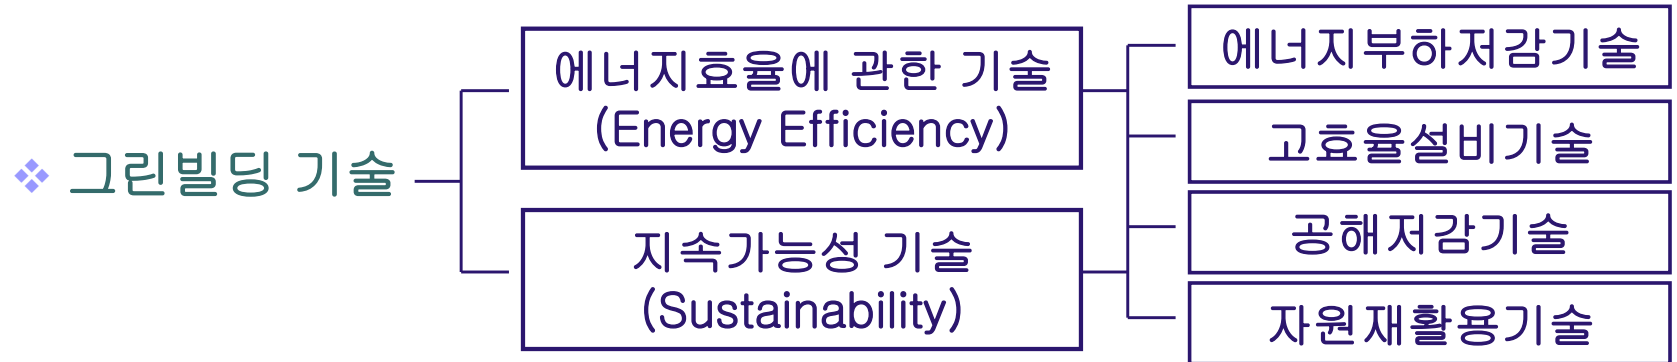 ❖ 그린빌딩 기술
에너지효율에 관한 기술
(Energy Efficiency)
지속가능성 기술
(Sustainability)
에너지부하저감기술
고효율설비기술
공해저감기술
자원재활용기술